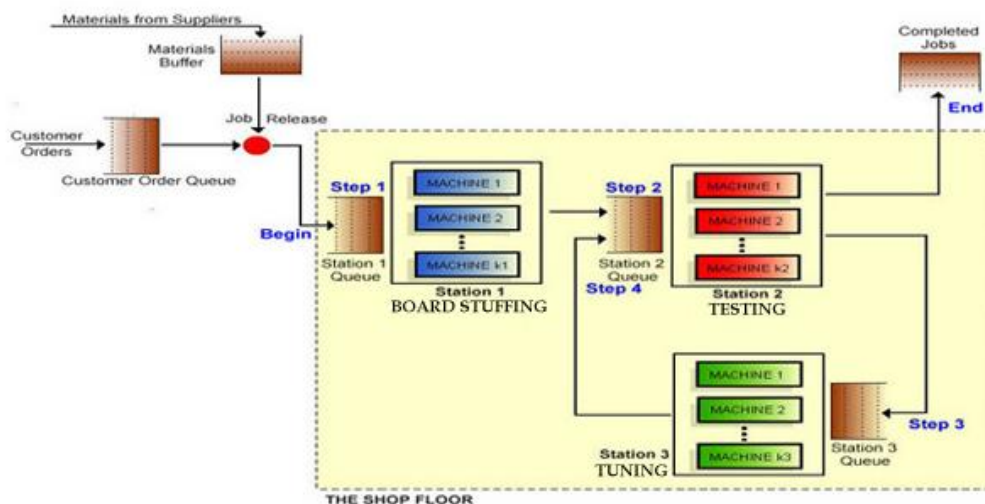 Materials from Suppliers
Materials
Buffer
Completed
Jobs
Job Release
End
Customer
Orders
Customer Order Queue
Step 1
MACHINE 1
MACHINE 2
MACHINE k1
Begin
Station 1
Queue
Station 1
BOARD STUFFING
Step 2
Station 2
Queue
Step 4
MACHINE 1
MACHINE 2
MACHINE k2
Station 2
TESTING
MACHINE 1
MACHINE 2
MACHINE k3
Station 3
TUNING
Step 3
Station 3
Queue
THE SHOP FLOOR